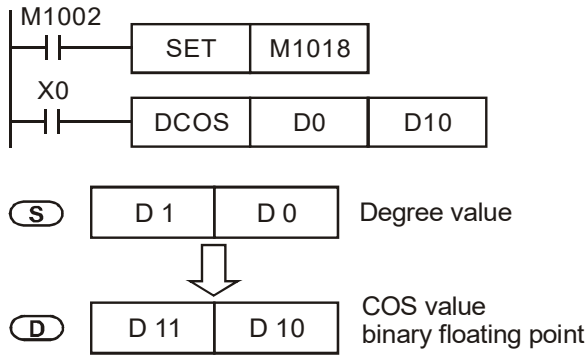 M1002
SET M1018
X0
DCOS D0 D10
S D 1 D 0 Degree value
COS value
D D 11 D 10 binary floating point